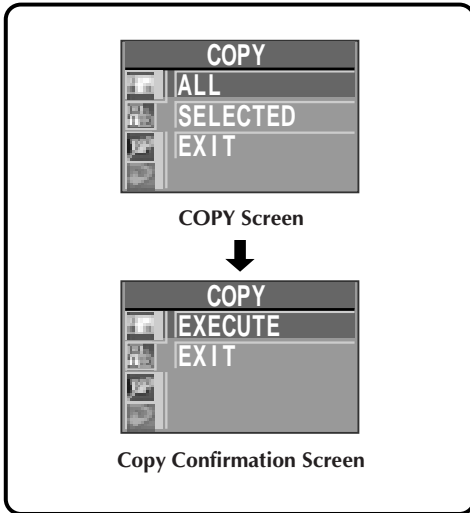 COPY
ALL
SELECTED
EXIT
COPY Screen
COPY
EXECUTE
EXIT
Copy Confirmation Screen